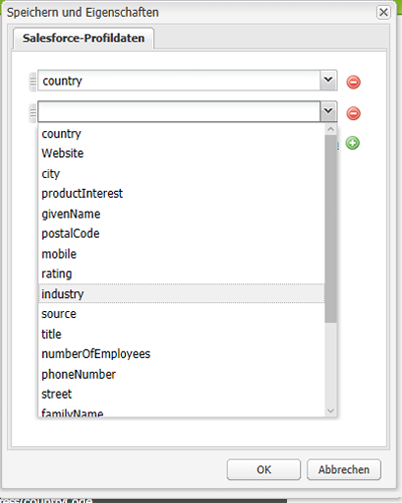 Speichern und Eigenschaften
Salesforce-Profildaten
country
country
Website
city
productInterest
givenName
postalCode
mobile
rating
industry
source
title
numberOfEmployees
phoneNumber
street
familyName
OK
Abbrechen